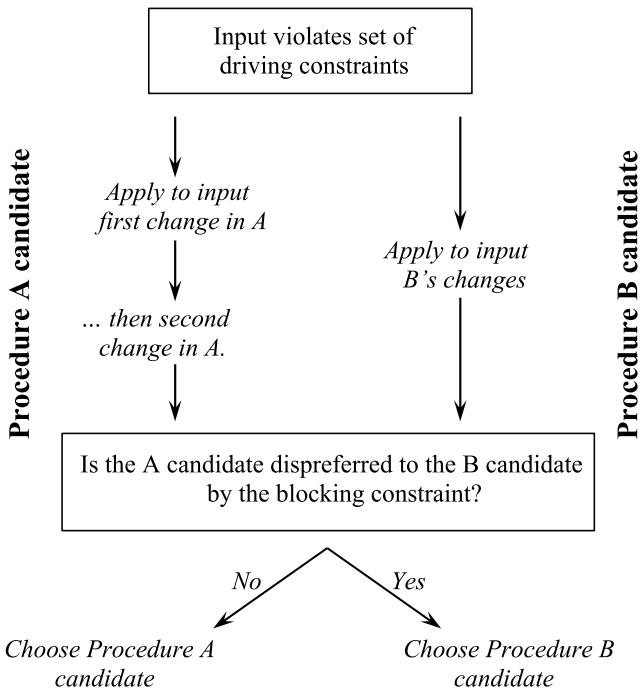 Input violates set of
driving constraints
Procedure A candidate
Apply to input
first change in A
... then second
change in A.
Apply to input
B's changes
Procedure B candidate
Is the A candidate dispreferred to the B candidate
by the blocking constraint?
No
Yes
Choose Procedure A
candidate
Choose Procedure B
candidate